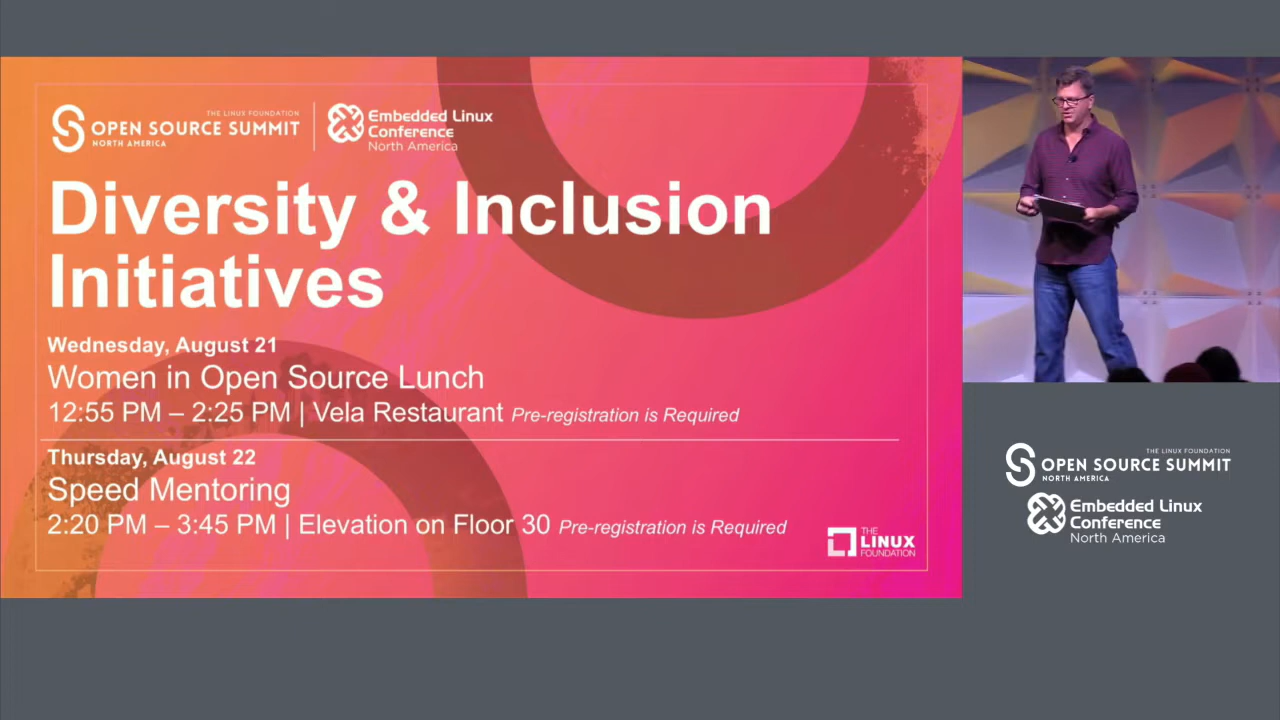 THE LINUX FOUNDATION
OPEN SOURCE SUMMIT
NORTH AMERICA
Embedded Linux
Conference
North America
Diversity & Inclusion
Initiatives
Wednesday, August 21
Women in Open Source Lunch
12:55 PM – 2:25 PM | Vela Restaurant Pre-registration is Required
Thursday, August 22
Speed Mentoring
2:20 PM – 3:45 PM | Elevation on Floor 30 Pre-registration is Required
THE
LINUX
FOUNDATION
THE LINUX FOUNDATION
OPEN SOURCE SUMMIT
NORTH AMERICA
Embedded Linux
Conference
North America